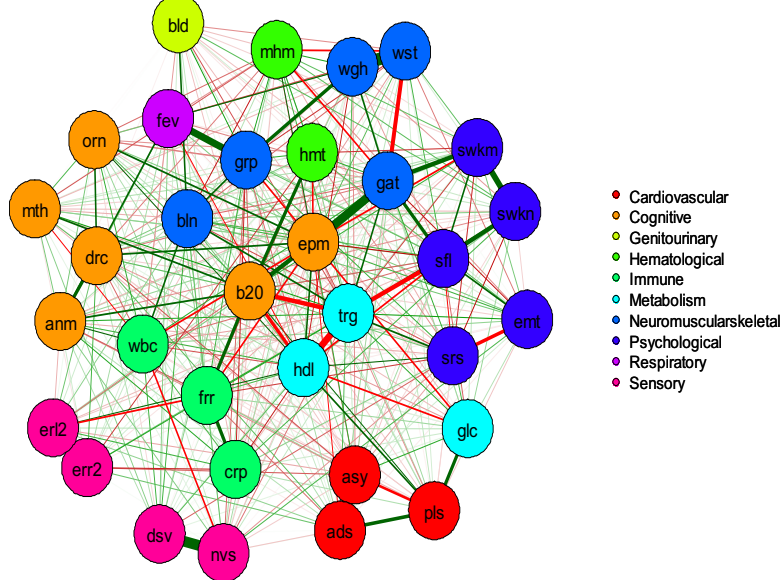 bld
mhm
wgh
wst
fev
orn
grp
hmt
swkm
gat
mth
bln
swkn
drc
epm
sfl
b20
anm
trg
emt
wbc
hdl
srs
frr
erl2
glc
err2
crp
asy
pls
dsv
nvs
ads
Cardiovascular
Cognitive
Genitourinary
Hematological
Immune
Metabolism
Neuromuscularskeletal
Psychological
Respiratory
Sensory